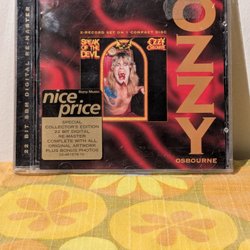 2-RECORD SET ON 1 COMPACT DISC
SPEAK
OF THE
DEVIL
OZZY
OSBOURNE
OZZY
OSBOURNE
22 BIT SBM DIGITAL RE-MASTER
Sony Music
nice
price
SPECIAL
COLLECTOR'S EDITION
22 BIT DIGITAL
RE-MASTER
COMPLETE WITH ALL
ORIGINAL ARTWORK
PLUS BONUS PHOTOS